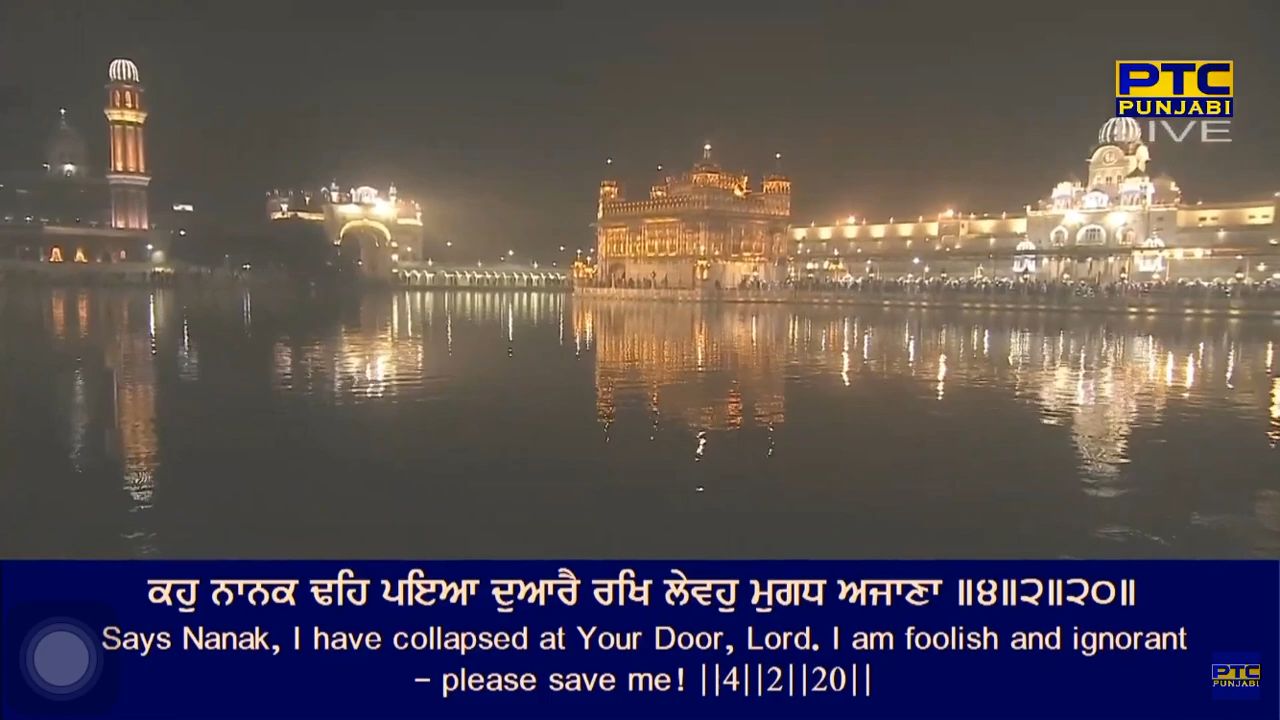 PTC
PUNJABI
LIVE
ਕਹੁ ਨਾਨਕ ਢਹਿ ਪਇਆ ਦੁਆਰੈ ਰਖਿ ਲੇਵਹੁ ਮੁਗਧ ਅਜਾਣਾ ॥੪॥੨॥੨੦॥
Says Nanak, I have collapsed at Your Door, Lord. I am foolish and ignorant
- please save me! ||4||2||20||
PTC
PUNJABI